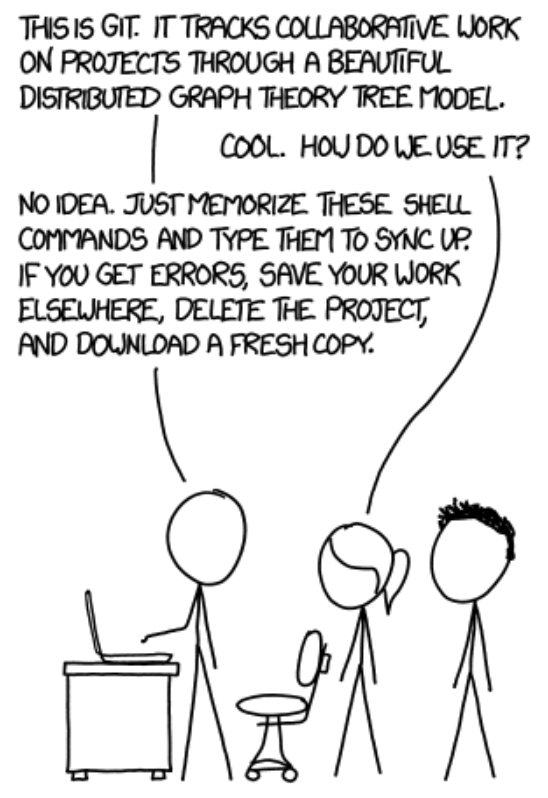 THIS IS GIT. IT TRACKS COLLABORATIVE WORK
ON PROJECTS THROUGH A BEAUTIFUL
DISTRIBUTED GRAPH THEORY TREE MODEL.
COOL. HOW DO WE USE IT?
NO IDEA. JUST MEMORIZE THESE SHELL
COMMANDS AND TYPE THEM TO SYNC UP.
IF YOU GET ERRORS, SAVE YOUR WORK
ELSEWHERE, DELETE THE PROJECT,
AND DOWNLOAD A FRESH COPY.